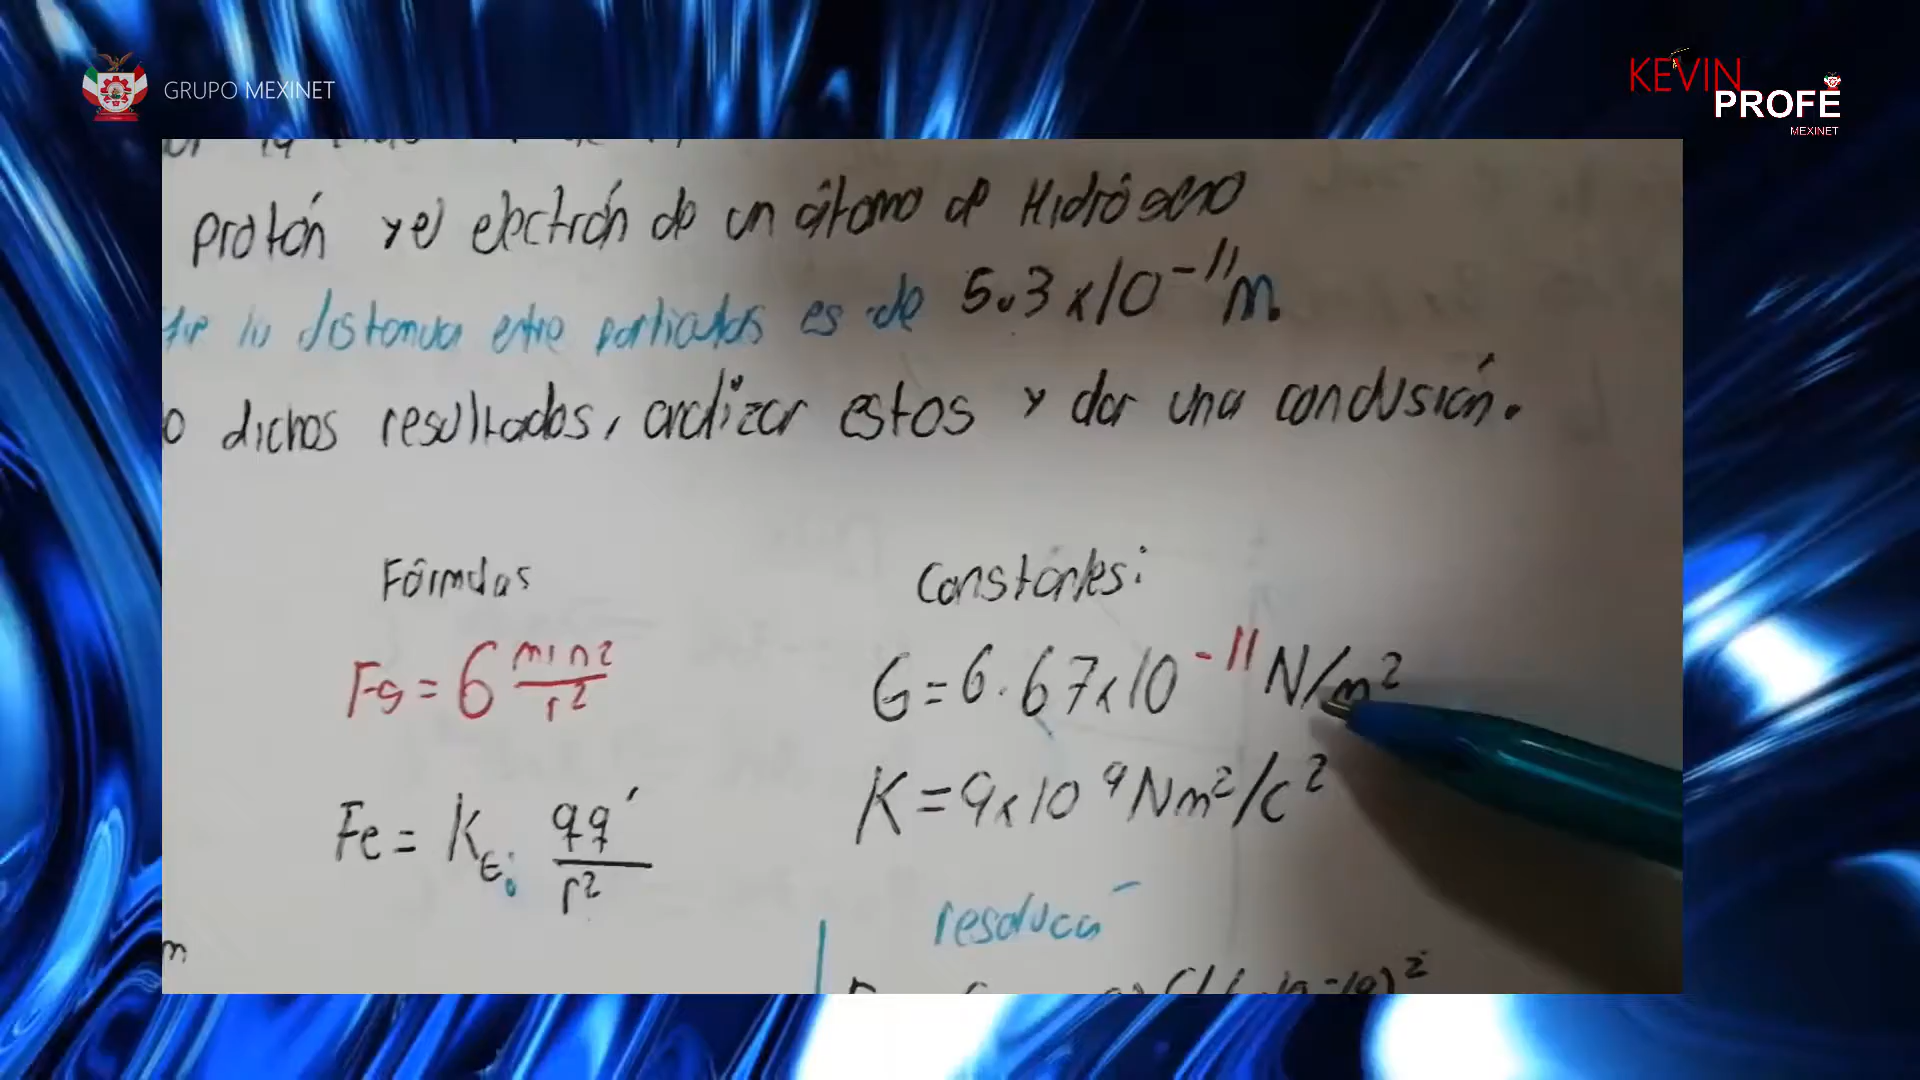 GRUPO MEXINET
KEVIN
PROFE
MEXINET
protón y el electrón de un átomo de Hidrógeno
la distancia entre particulas es de 5.3x10⁻¹¹m.
o dichos resultados, analizar estos y dar una conclusión.
Fórmulas
Constantes:
Fg = G m1m2/r²
G = 6.67x10⁻¹¹ N/m²
Fe = K qq'/r²
K = 9x10⁹ Nm²/c²
m